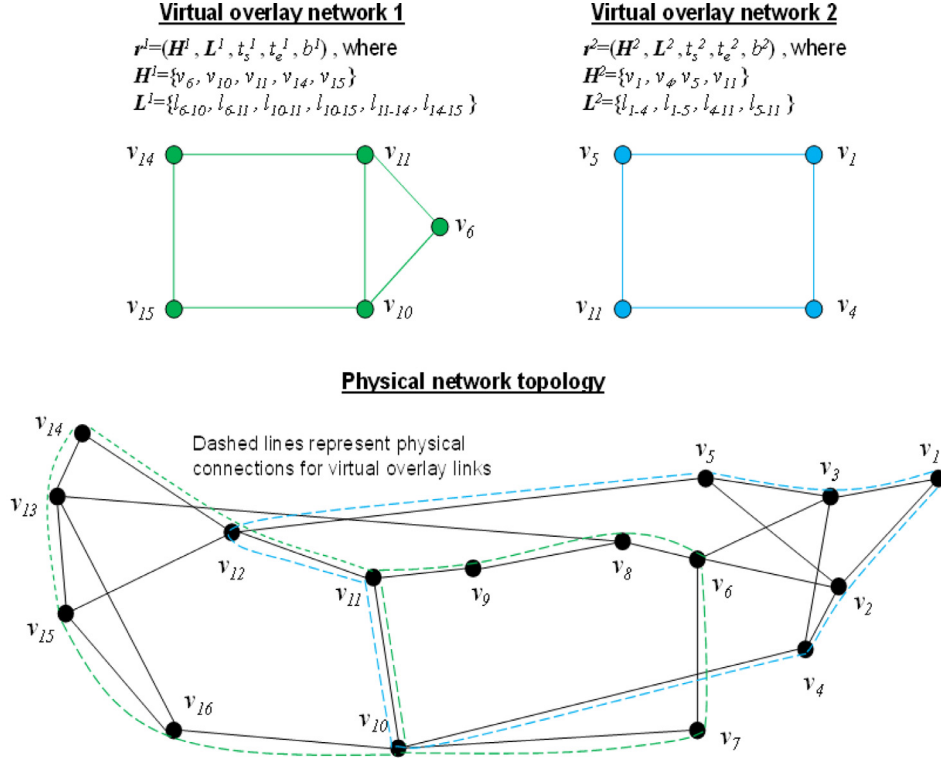 Virtual overlay network 1
r¹=(H¹, L¹, tₛ¹, tₑ¹, b¹), where
H¹={v₆, v₁₀, v₁₁, v₁₄, v₁₅}
L¹={l₆₋₁₀, l₆₋₁₁, l₁₀₋₁₁, l₁₀₋₁₅, l₁₁₋₁₄, l₁₄₋₁₅}
v₁₄
v₁₁
v₆
v₁₅
v₁₀
Virtual overlay network 2
r²=(H², L², tₛ², tₑ², b²), where
H²={v₁, v₄, v₅, v₁₁}
L²={l₁₋₄, l₁₋₅, l₄₋₁₁, l₅₋₁₁}
v₅
v₁
v₁₁
v₄
Physical network topology
Dashed lines represent physical
connections for virtual overlay links
v₁₄
v₅
v₃
v₁
v₁₃
v₁₂
v₁₁
v₉
v₈
v₆
v₂
v₁₅
v₄
v₁₆
v₁₀
v₇